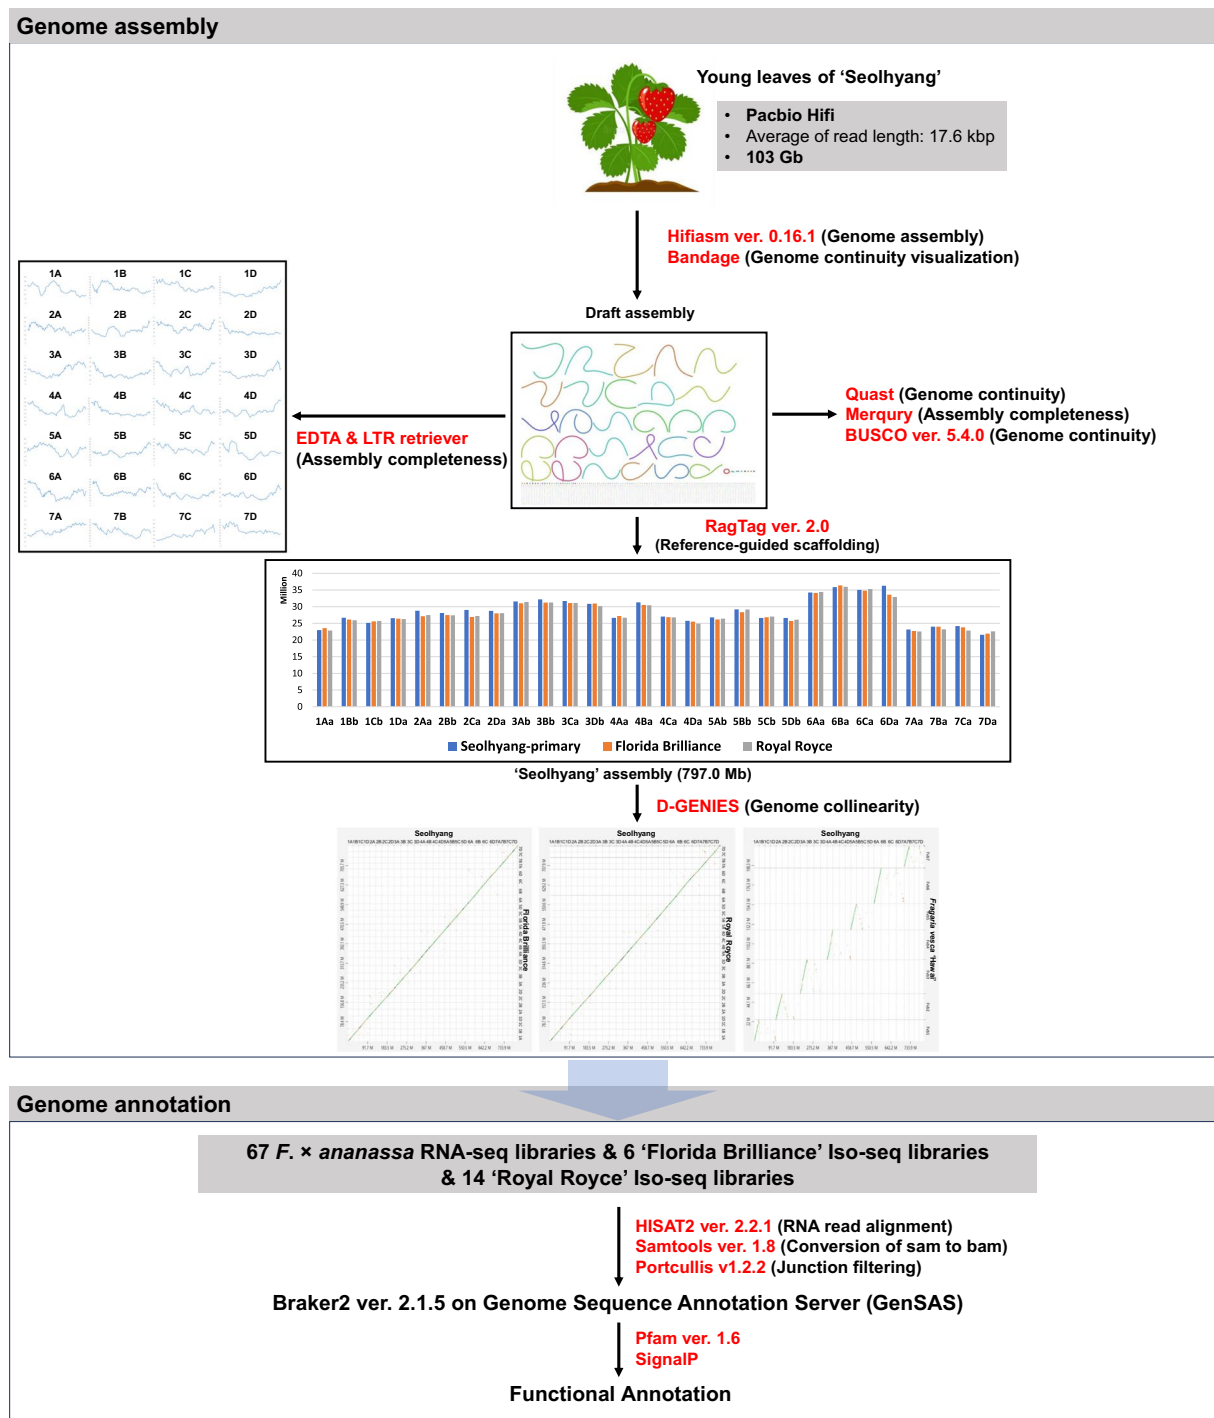 Genome assembly
Young leaves of ‘Seolhyang’
• Pacbio Hifi
• Average of read length: 17.6 kbp
• 103 Gb
Hifiasm ver. 0.16.1 (Genome assembly)
Bandage (Genome continuity visualization)
Draft assembly
1A 1B 1C 1D
2A 2B 2C 2D
3A 3B 3C 3D
4A 4B 4C 4D
5A 5B 5C 5D
6A 6B 6C 6D
7A 7B 7C 7D
EDTA & LTR retriever
(Assembly completeness)
Quast (Genome continuity)
Merqury (Assembly completeness)
BUSCO ver. 5.4.0 (Genome continuity)
RagTag ver. 2.0
(Reference-guided scaffolding)
Million
40
35
30
25
20
15
10
5
0
1Aa 1Bb 1Cb 1Da 2Aa 2Bb 2Ca 2Da 3Ab 3Bb 3Ca 3Db 4Aa 4Ba 4Ca 4Da 5Ab 5Bb 5Cb 5Db 6Aa 6Ba 6Ca 6Da 7Aa 7Ba 7Ca 7Da
Seolhyang-primary Florida Brilliance Royal Royce
‘Seolhyang’ assembly (797.0 Mb)
D-GENIES (Genome collinearity)
Seolhyang
Florida Brilliance
Seolhyang
Royal Royce
Seolhyang
Fragaria vesca ‘Hawaii’
Genome annotation
67 F. × ananassa RNA-seq libraries & 6 ‘Florida Brilliance’ Iso-seq libraries
& 14 ‘Royal Royce’ Iso-seq libraries
HISAT2 ver. 2.2.1 (RNA read alignment)
Samtools ver. 1.8 (Conversion of sam to bam)
Portcullis v1.2.2 (Junction filtering)
Braker2 ver. 2.1.5 on Genome Sequence Annotation Server (GenSAS)
Pfam ver. 1.6
SignalP
Functional Annotation